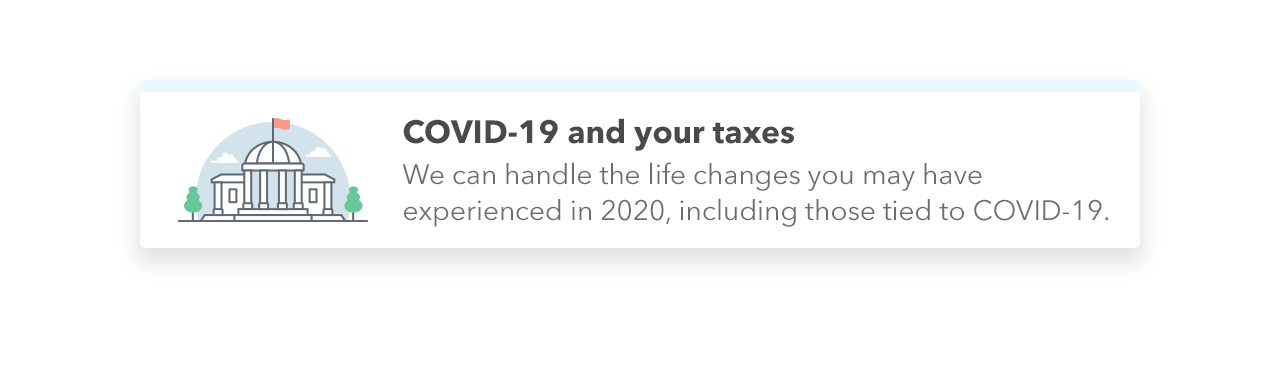 COVID-19 and your taxes
We can handle the life changes you may have
experienced in 2020, including those tied to COVID-19.